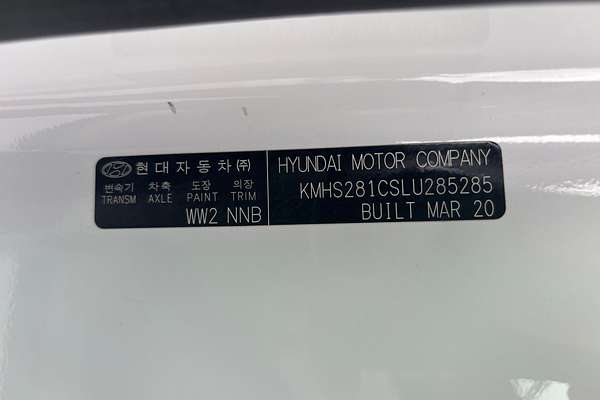 현대자동차㈜
변속기 차축 도장 의장
TRANSM AXLE PAINT TRIM
WW2 NNB
HYUNDAI MOTOR COMPANY
KMHS281CSLU285285
BUILT MAR 20